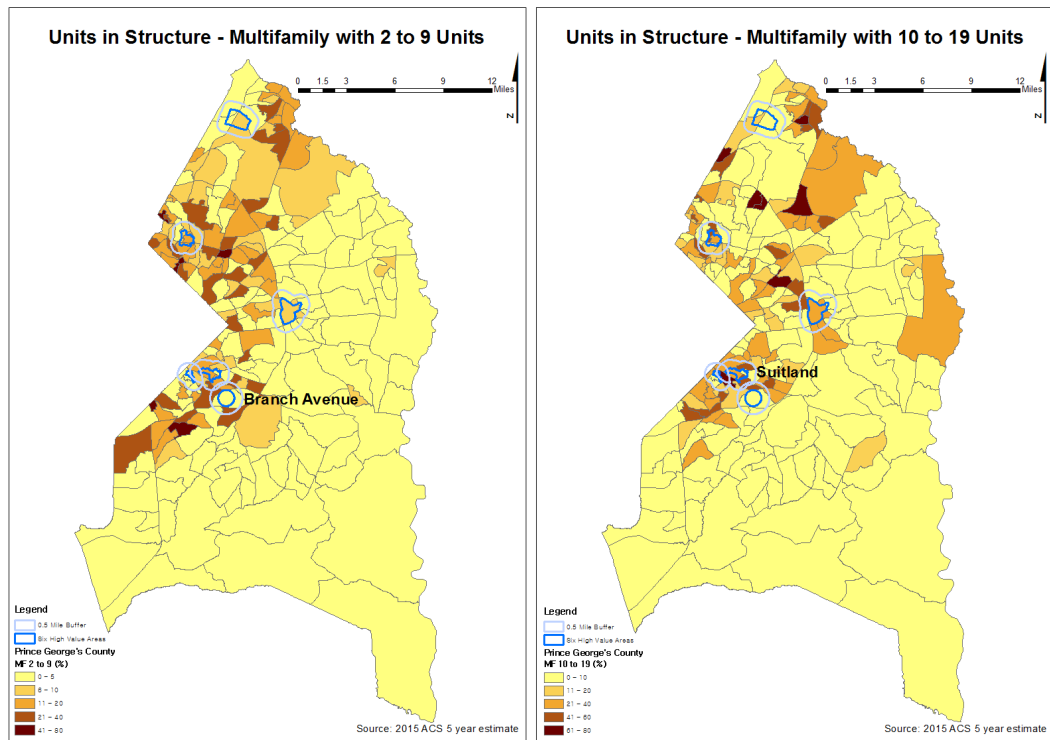 Units in Structure - Multifamily with 2 to 9 Units
0 1.5 3 6 9 12
Miles
N
Branch Avenue
Legend
0.5 Mile Buffer
Six High Value Areas
Prince George's County
MF 2 to 9 (%)
0 - 5
6 - 10
11 - 20
21 - 40
41 - 80
Source: 2015 ACS 5 year estimate
Units in Structure - Multifamily with 10 to 19 Units
0 1.5 3 6 9 12
Miles
N
Suitland
Legend
0.5 Mile Buffer
Six High Value Areas
Prince George's County
MF 10 to 19 (%)
0 - 10
11 - 20
21 - 40
41 - 60
61 - 80
Source: 2015 ACS 5 year estimate